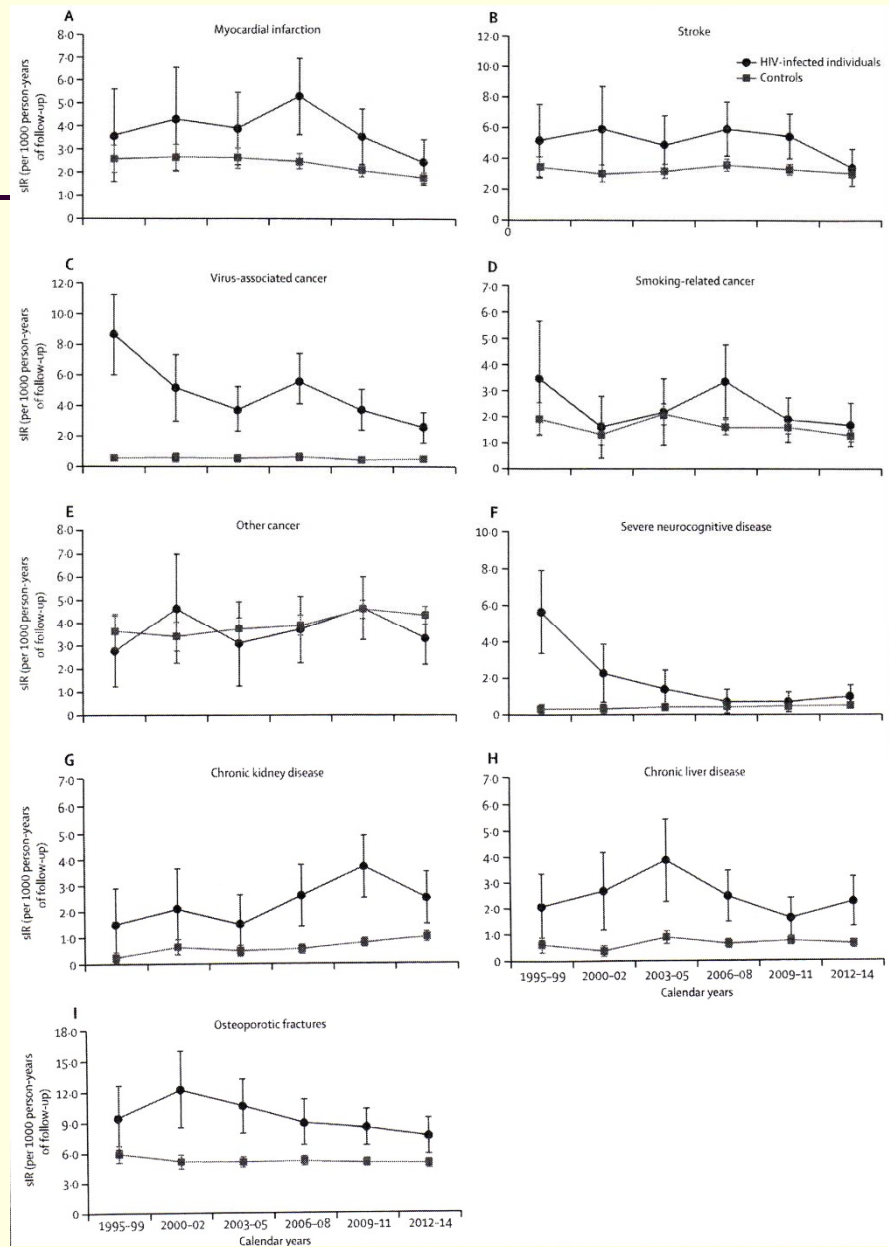 A
Myocardial infarction
8·0
7·0
6·0
5·0
4·0
3·0
2·0
1·0
0
sIR (per 1000 person-years
of follow-up)
B
Stroke
12·0
10·0
8·0
6·0
4·0
2·0
0
HIV-infected individuals
Controls
C
Virus-associated cancer
12·0
10·0
8·0
6·0
4·0
2·0
0
sIR (per 1000 person-years
of follow-up)
D
Smoking-related cancer
7·0
6·0
5·0
4·0
3·0
2·0
1·0
0
E
Other cancer
8·0
7·0
6·0
5·0
4·0
3·0
2·0
1·0
0
sIR (per 1000 person-years
of follow-up)
F
Severe neurocognitive disease
10·0
8·0
6·0
4·0
2·0
0
G
Chronic kidney disease
7·0
6·0
5·0
4·0
3·0
2·0
1·0
0
sIR (per 1000 person-years
of follow-up)
H
Chronic liver disease
7·0
6·0
5·0
4·0
3·0
2·0
1·0
0
1995–99 2000–02 2003–05 2006–08 2009–11 2012–14
Calendar years
I
Osteoporotic fractures
18·0
15·0
12·0
9·0
6·0
3·0
0
sIR (per 1000 person-years
of follow-up)
1995–99 2000–02 2003–05 2006–08 2009–11 2012–14
Calendar years